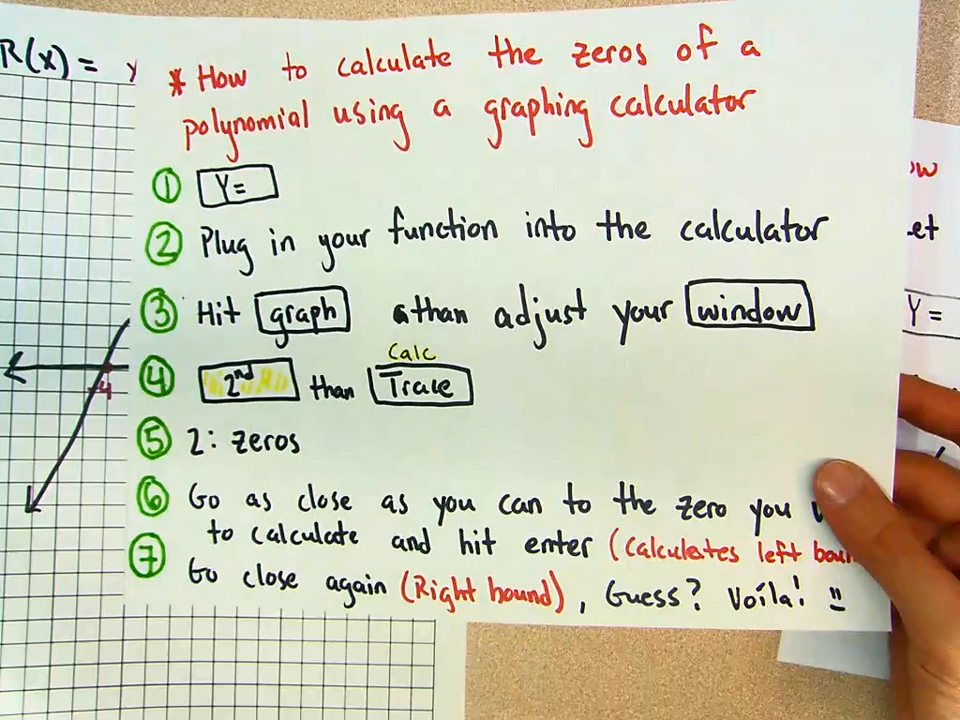 R(x) =
* How to calculate the zeros of a
polynomial using a graphing calculator
① Y=
② Plug in your function into the calculator
③ Hit graph than adjust your window
Calc
④ 2nd than Trace
⑤ 2: zeros
⑥ Go as close as you can to the zero you
to calculate and hit enter (Calculates left
⑦ Go close again (Right bound), Guess? Voíla!
-4
Y =